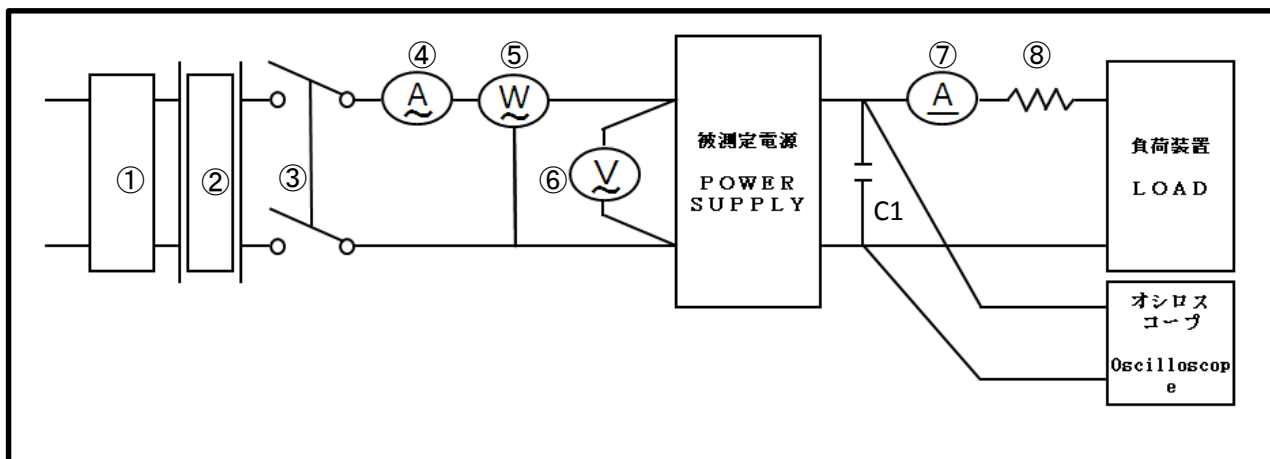 ④
⑤
⑦
⑧
A
W
A
被測定電源
POWER
SUPPLY
負荷装置
LOAD
①
②
③
⑥
V
C1
オシロス
コープ
Oscilloscop
e